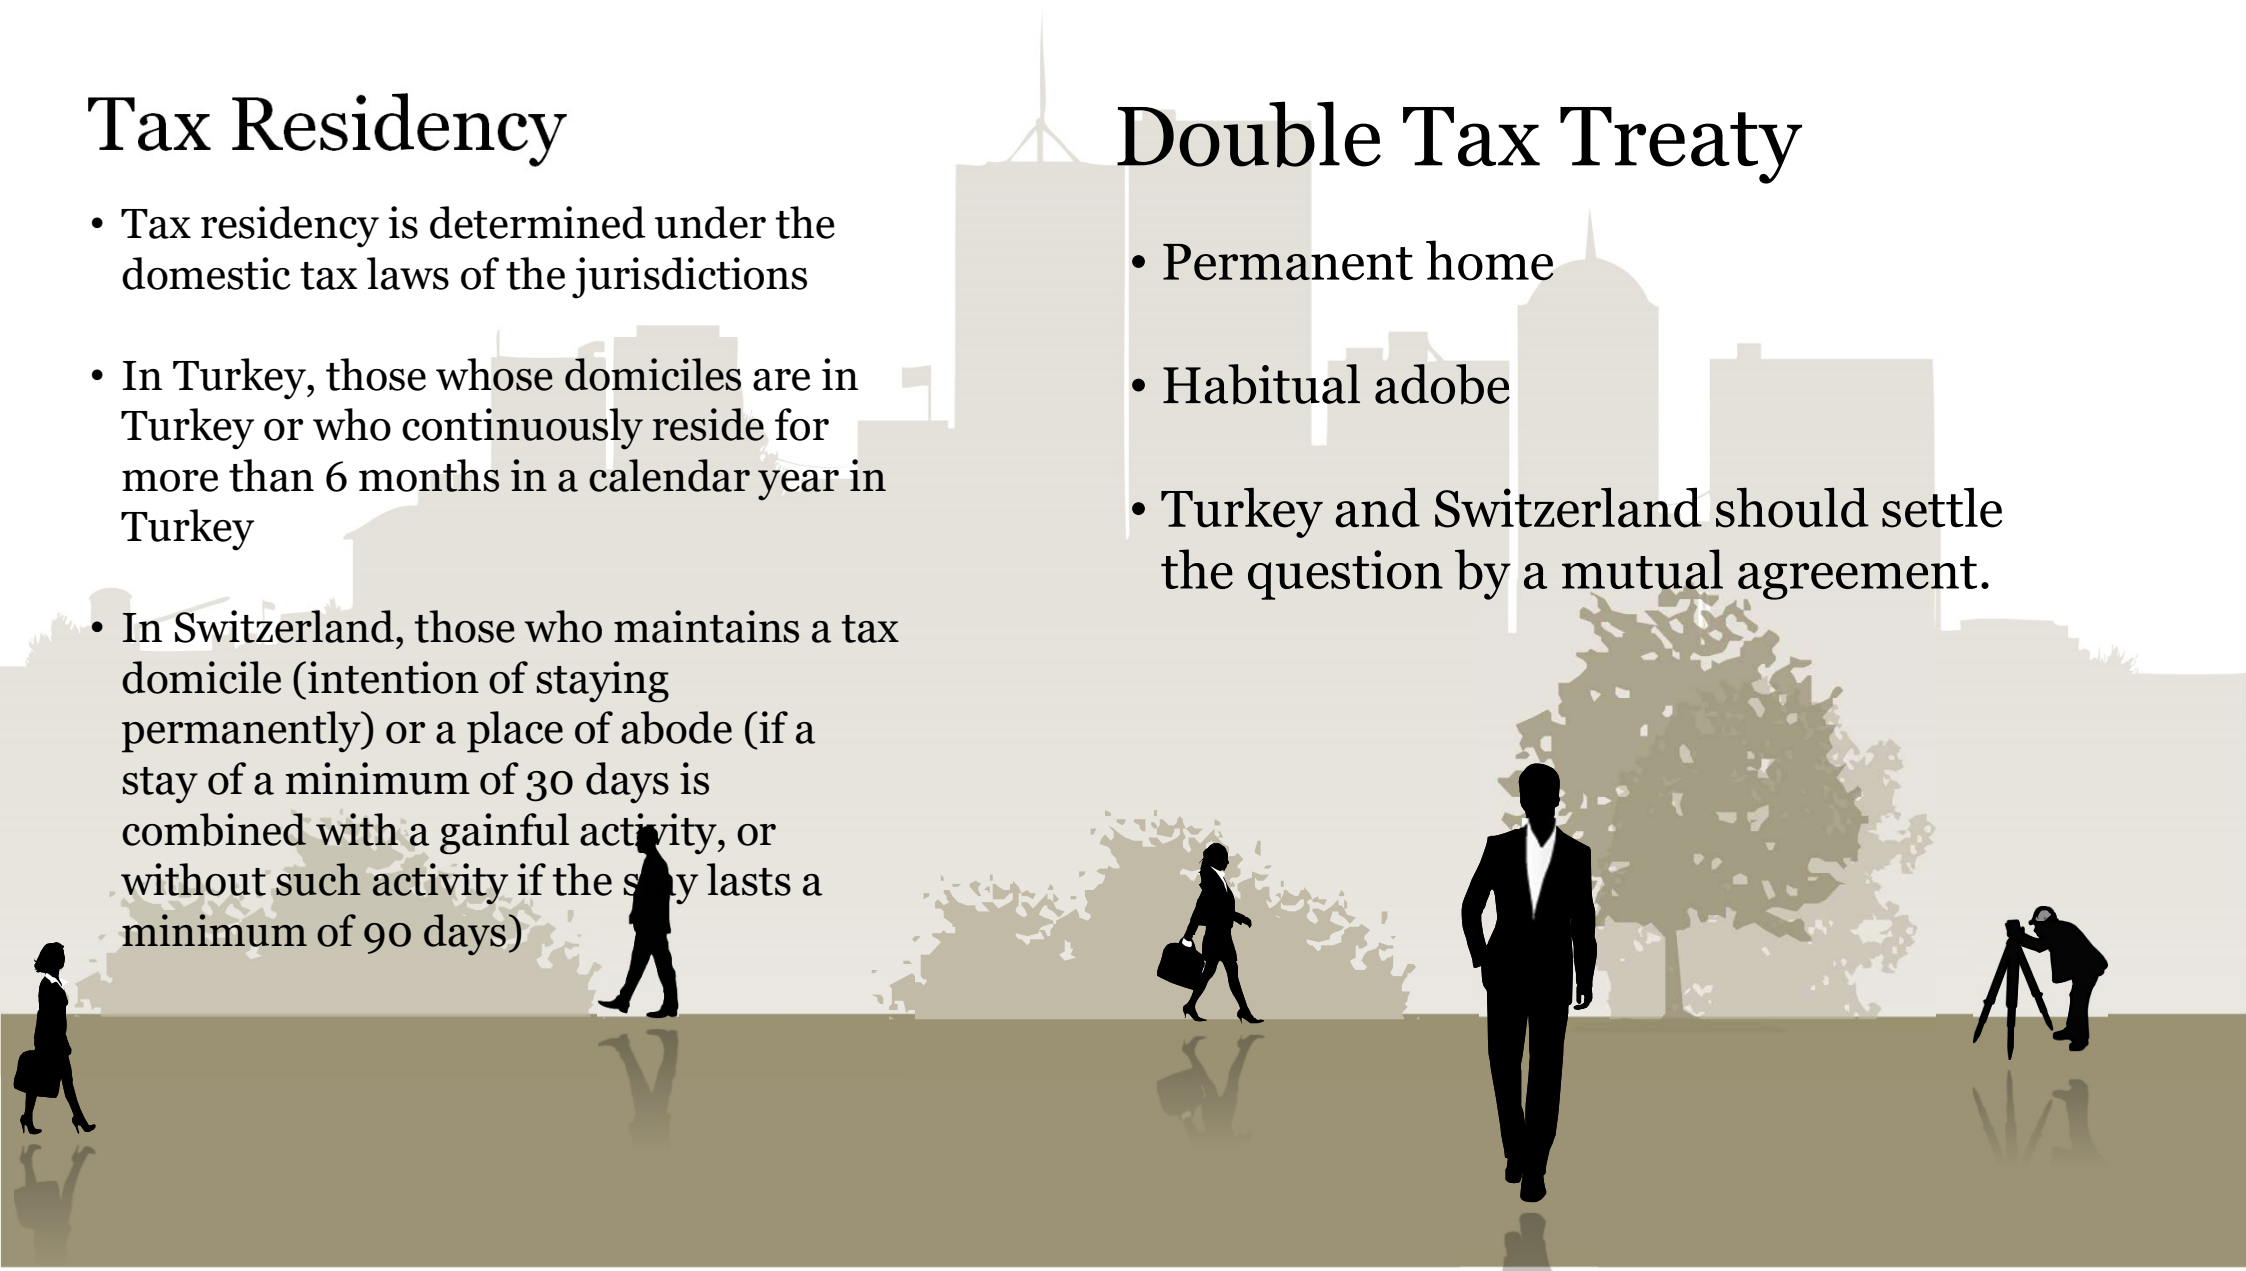 Tax Residency
• Tax residency is determined under the
domestic tax laws of the jurisdictions
• In Turkey, those whose domiciles are in
Turkey or who continuously reside for
more than 6 months in a calendar year in
Turkey
• In Switzerland, those who maintains a tax
domicile (intention of staying
permanently) or a place of abode (if a
stay of a minimum of 30 days is
combined with a gainful activity, or
without such activity if the stay lasts a
minimum of 90 days)
Double Tax Treaty
• Permanent home
• Habitual adobe
• Turkey and Switzerland should settle
the question by a mutual agreement.